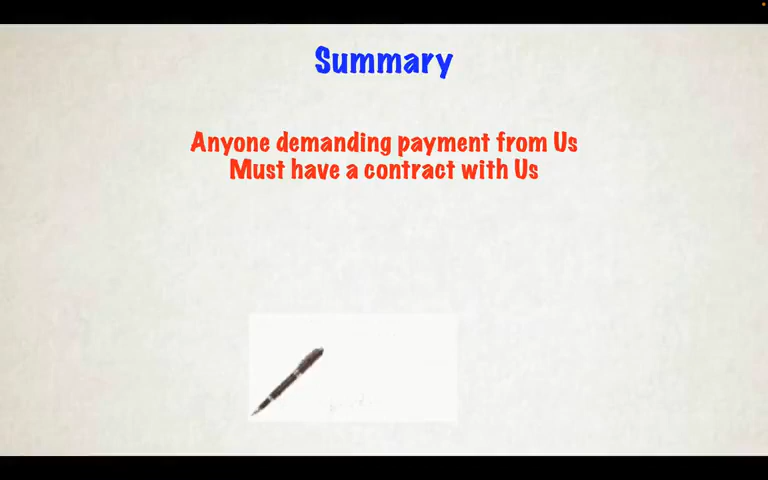 Summary
Anyone demanding payment from Us
Must have a contract with Us